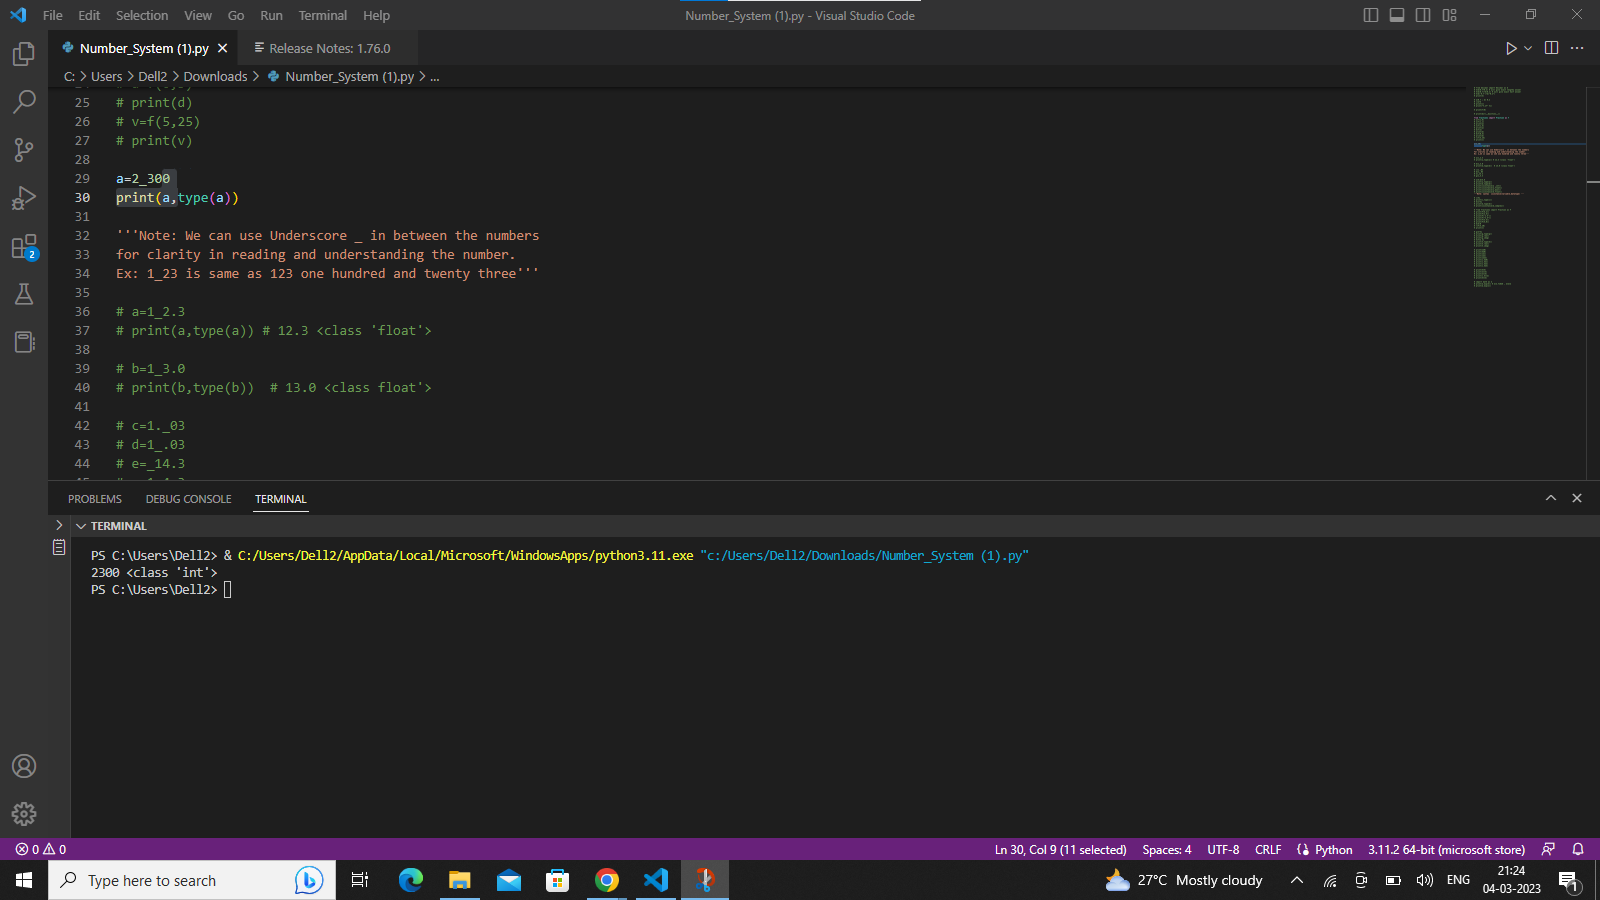 File Edit Selection View Go Run Terminal Help
Number_System (1).py - Visual Studio Code
Number_System (1).py
Release Notes: 1.76.0
C: > Users > Dell2 > Downloads > Number_System (1).py > ...
25 # print(d)
26 # v=f(5,25)
27 # print(v)
28
29 a=2_300
30 print(a,type(a))
31
32 '''Note: We can use Underscore _ in between the numbers
33 for clarity in reading and understanding the number.
34 Ex: 1_23 is same as 123 one hundred and twenty three'''
35
36 # a=1_2.3
37 # print(a,type(a)) # 12.3 <class 'float'>
38
39 # b=1_3.0
40 # print(b,type(b))  # 13.0 <class float'>
41
42 # c=1._03
43 # d=1_.03
44 # e=_14.3
2
PROBLEMS DEBUG CONSOLE TERMINAL
TERMINAL
PS C:\Users\Dell2> & C:/Users/Dell2/AppData/Local/Microsoft/WindowsApps/python3.11.exe "c:/Users/Dell2/Downloads/Number_System (1).py"
2300 <class 'int'>
PS C:\Users\Dell2>
0 0
Ln 30, Col 9 (11 selected) Spaces: 4 UTF-8 CRLF Python 3.11.2 64-bit (microsoft store)
Type here to search
27°C Mostly cloudy
ENG
21:24
04-03-2023
1